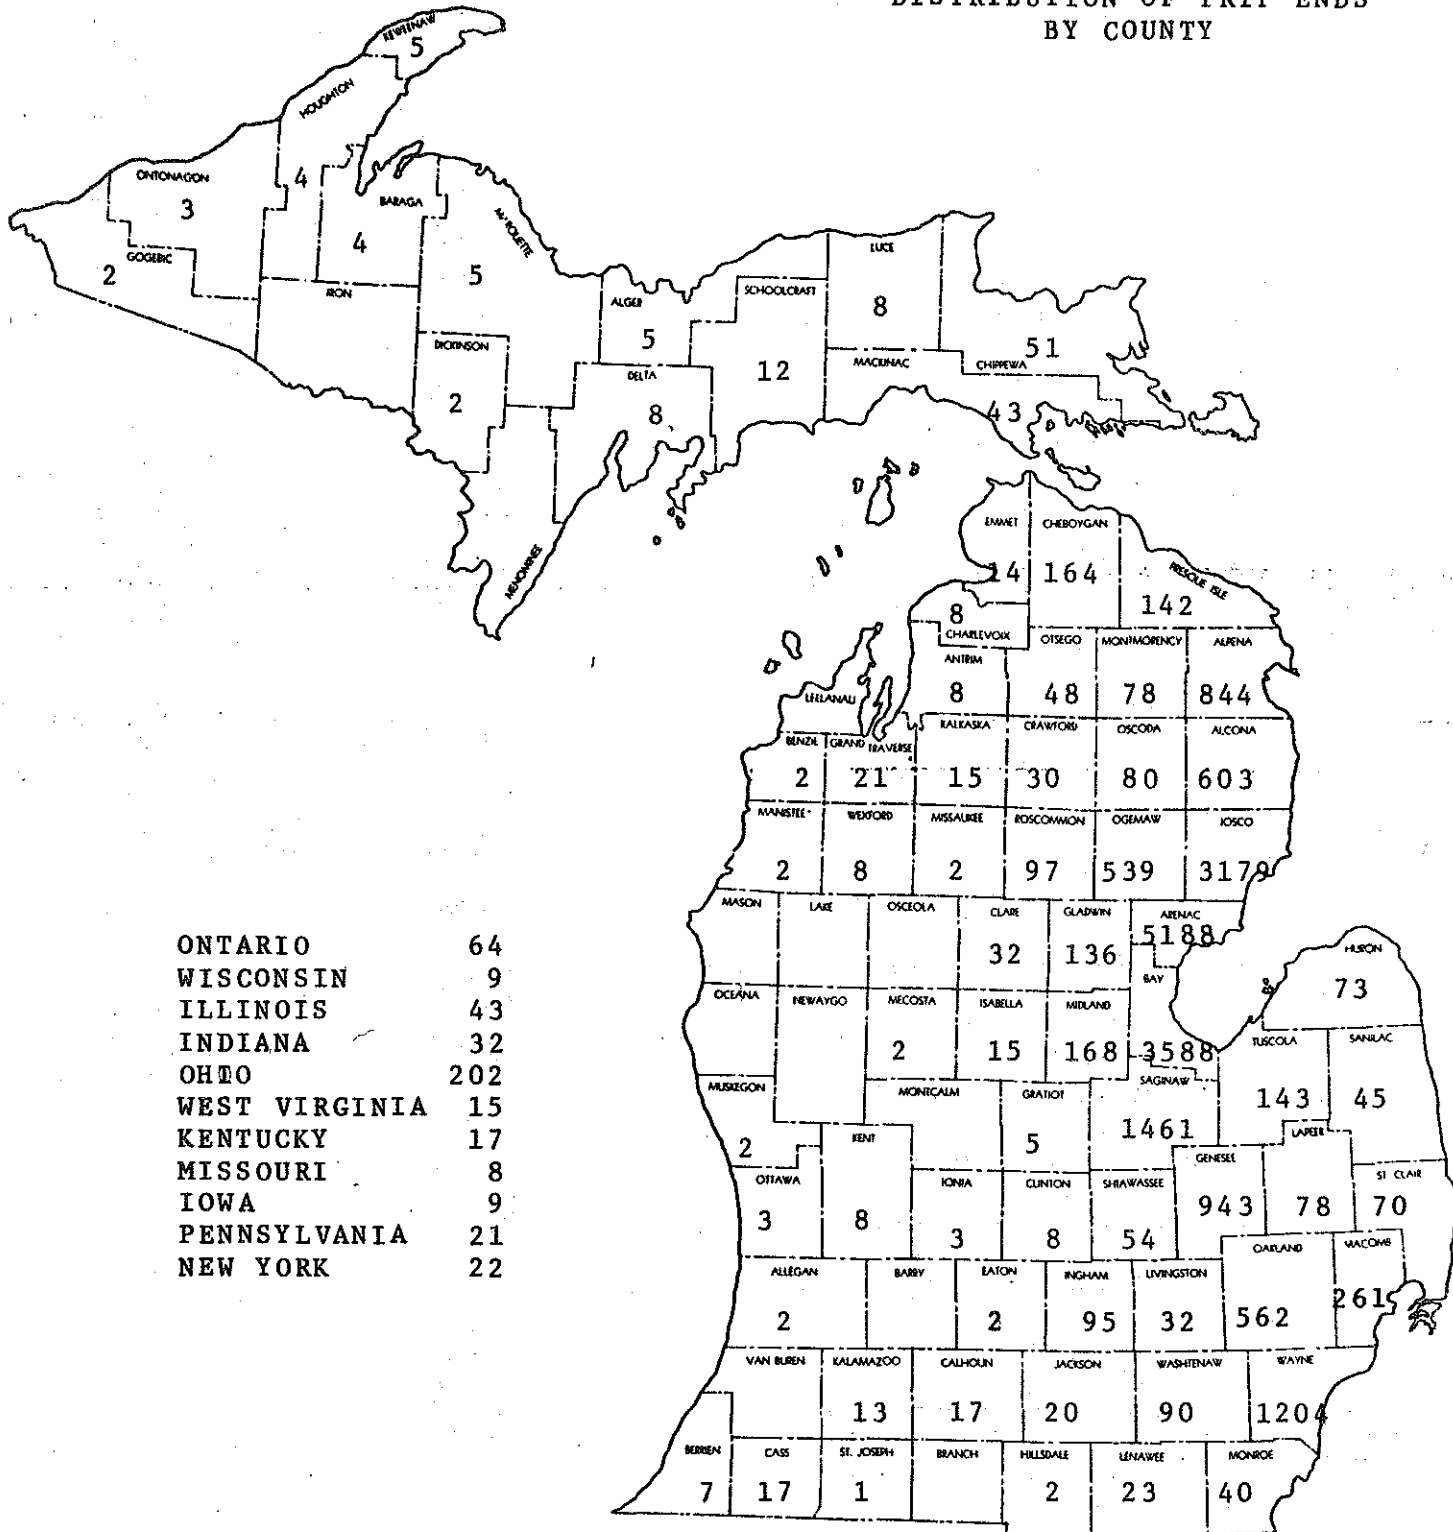 DISTRIBUTION OF TRIP ENDS
BY COUNTY
KEWEENAW
5
HOUGHTON
4
ONTONAGON
3
GOGEBIC
2
BARAGA
4
IRON
MARQUETTE
5
DICKINSON
2
MENOMINEE
ALGER
5
DELTA
8
SCHOOLCRAFT
12
LUCE
8
MACKINAC
43
CHIPPEWA
51
EMMET
14
CHEBOYGAN
164
PRESQUE ISLE
142
8
CHARLEVOIX
ANTRIM
8
OTSEGO
48
MONTMORENCY
78
ALPENA
844
LEELANAU
BENZIE
2
GRAND TRAVERSE
21
KALKASKA
15
CRAWFORD
30
OSCODA
80
ALCONA
603
MANISTEE
2
WEXFORD
8
MISSAUKEE
2
ROSCOMMON
97
OGEMAW
539
IOSCO
3179
MASON
LAKE
OSCEOLA
CLARE
32
GLADWIN
136
ARENAC
5188
OCEANA
NEWAYGO
MECOSTA
2
ISABELLA
15
MIDLAND
168
BAY
3588
HURON
73
TUSCOLA
143
SANILAC
45
MUSKEGON
2
MONTCALM
GRATIOT
5
SAGINAW
1461
OTTAWA
3
KENT
8
IONIA
3
CLINTON
8
SHIAWASSEE
54
GENESEE
943
LAPEER
78
ST CLAIR
70
ALLEGAN
2
BARRY
EATON
2
INGHAM
95
LIVINGSTON
32
OAKLAND
562
MACOMB
261
VAN BUREN
KALAMAZOO
13
CALHOUN
17
JACKSON
20
WASHTENAW
90
WAYNE
1204
BERRIEN
7
CASS
17
ST. JOSEPH
1
BRANCH
HILLSDALE
2
LENAWEE
23
MONROE
40
ONTARIO 64
WISCONSIN 9
ILLINOIS 43
INDIANA 32
OHIO 202
WEST VIRGINIA 15
KENTUCKY 17
MISSOURI 8
IOWA 9
PENNSYLVANIA 21
NEW YORK 22